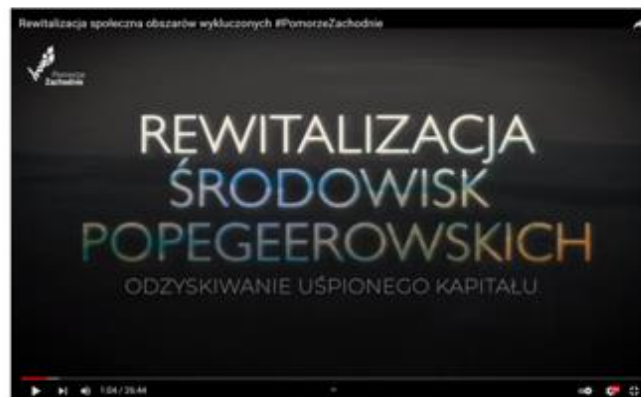 Rewitalizacja społeczna obszarów wykluczonych #PomorzeZachodnie
Pomorze
Zachodnie
REWITALIZACJA
ŚRODOWISK
POPEGEEROWSKICH
ODZYSKIWANIE UŚPIONEGO KAPITAŁU
1:04 / 26:44